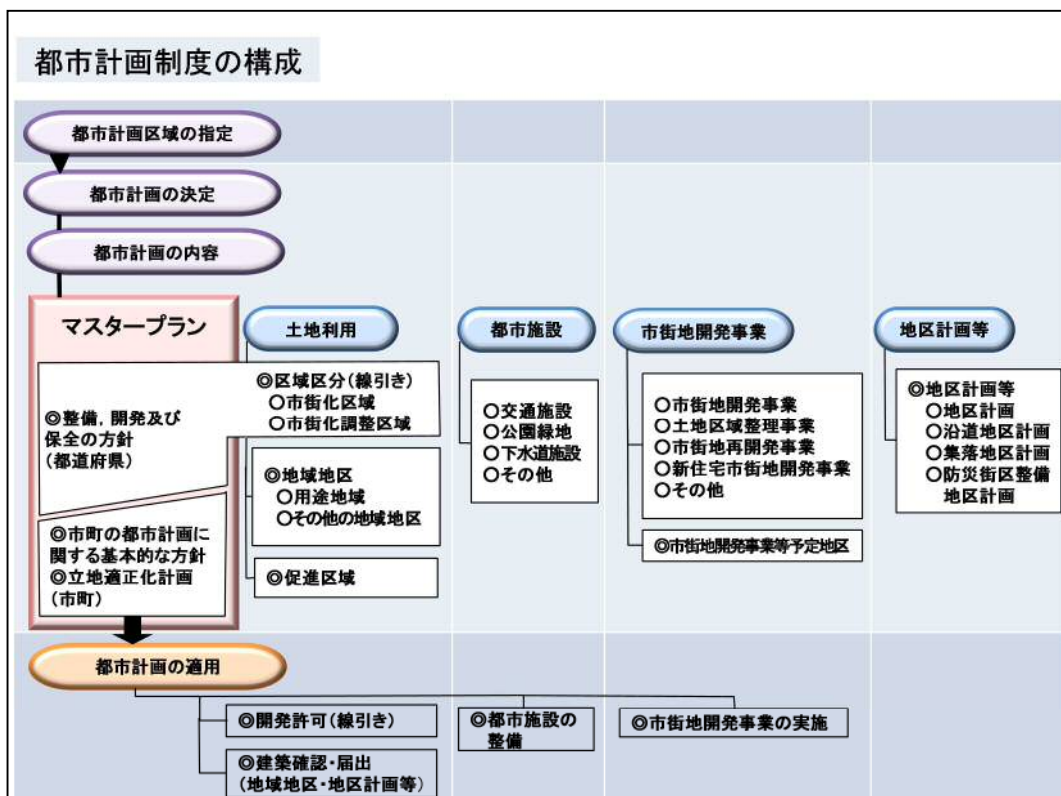 都市計画制度の構成
都市計画区域の指定
都市計画の決定
都市計画の内容
マスタープラン
◎整備，開発及び
保全の方針
(都道府県)
◎市町の都市計画に
関する基本的な方針
◎立地適正化計画
(市町)
土地利用
◎区域区分(線引き)
○市街化区域
○市街化調整区域
◎地域地区
○用途地域
○その他の地域地区
◎促進区域
都市施設
○交通施設
○公園緑地
○下水道施設
○その他
市街地開発事業
○市街地開発事業
○土地区域整理事業
○市街地再開発事業
○新住宅市街地開発事業
○その他
◎市街地開発事業等予定地区
地区計画等
◎地区計画等
○地区計画
○沿道地区計画
○集落地区計画
○防災街区整備
地区計画
都市計画の適用
◎開発許可(線引き)
◎建築確認・届出
(地域地区・地区計画等)
◎都市施設の
整備
◎市街地開発事業の実施